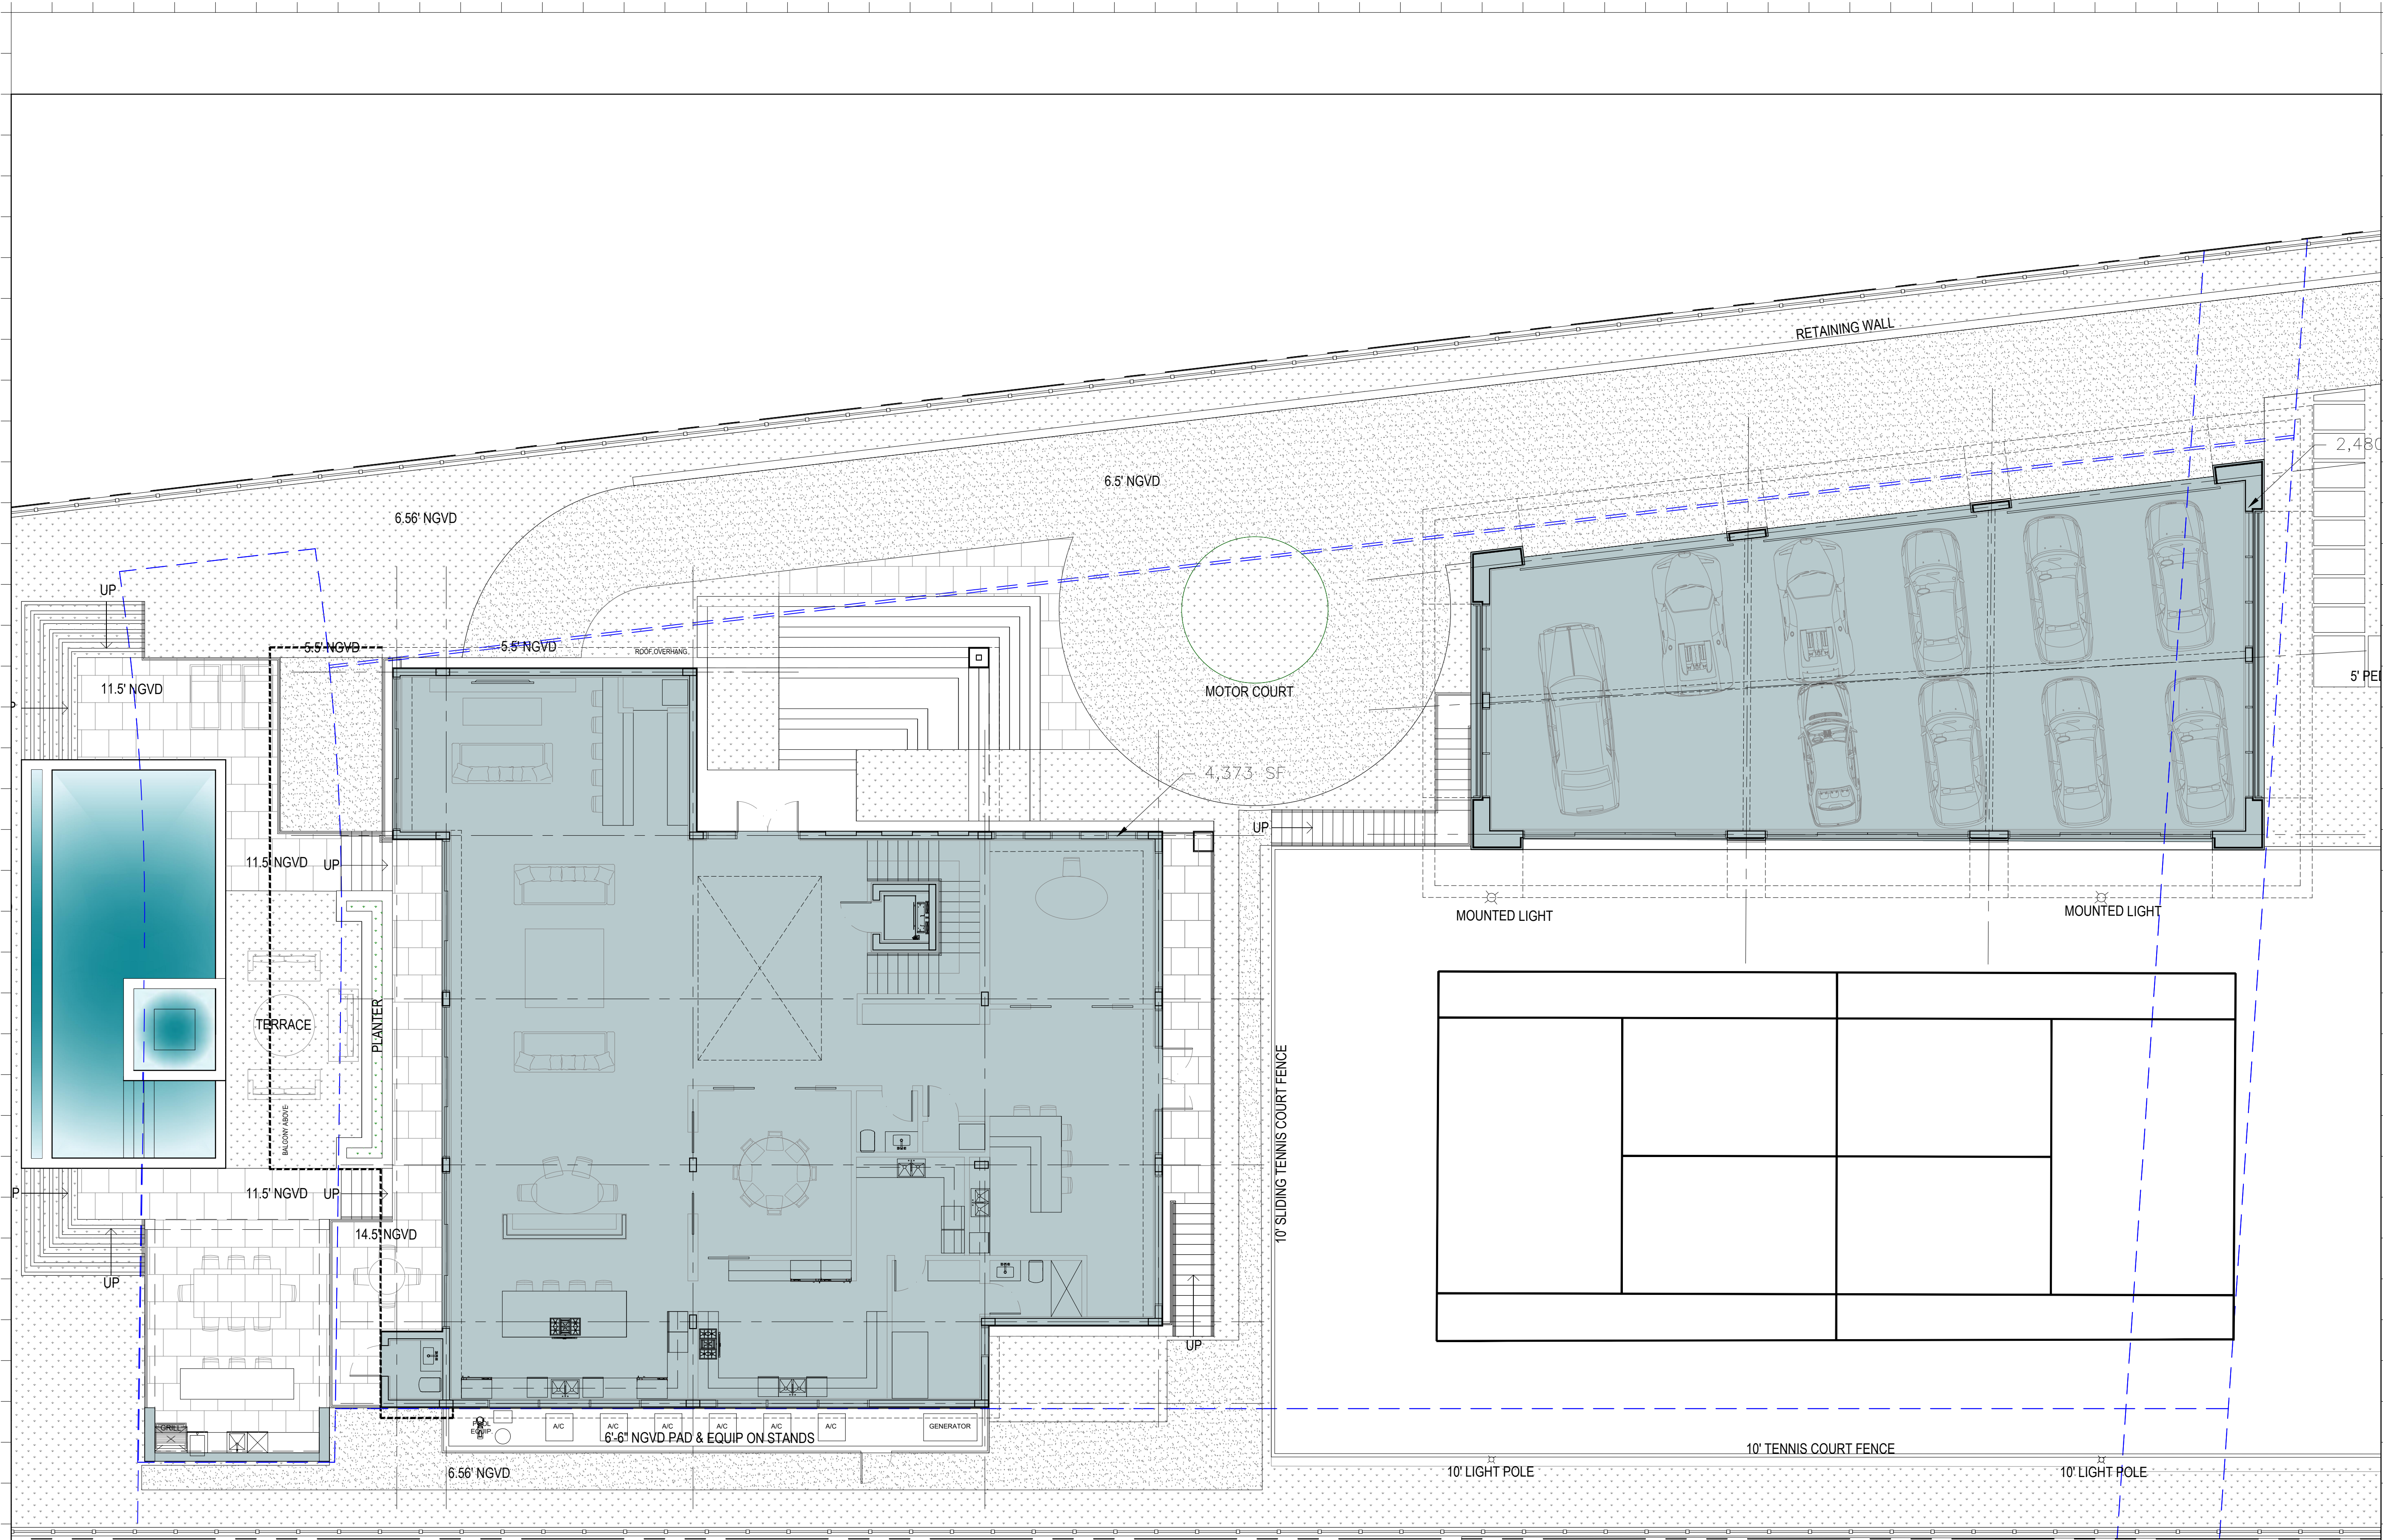 RETAINING WALL
2,480
6.5' NGVD
6.56' NGVD
UP
5.5' NGVD
5.5' NGVD
ROOF OVERHANG
5' PE
11.5' NGVD
MOTOR COURT
P
4,373 SF
UP
11.5' NGVD
UP
MOUNTED LIGHT
MOUNTED LIGHT
TERRACE
PLANTER
10' SLIDING TENNIS COURT FENCE
BALCONY ABOVE
P
11.5' NGVD
UP
14.5' NGVD
UP
UP
GRILL
POOL
EQUIP.
A/C
A/C
A/C
A/C
A/C
A/C
GENERATOR
6'-6" NGVD PAD & EQUIP ON STANDS
10' TENNIS COURT FENCE
6.56' NGVD
10' LIGHT POLE
10' LIGHT POLE